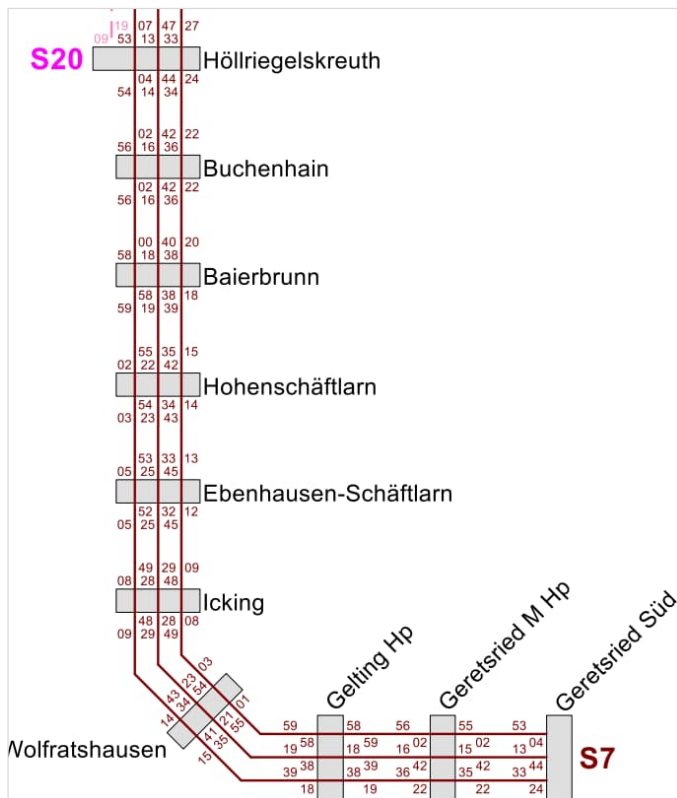 19 07 47 27
09 53 13 33
S20 Höllriegelskreuth
04 44 24
54 14 34
02 42 22
56 16 36
Buchenhain
02 42 22
56 16 36
00 40 20
58 18 38
Baierbrunn
58 38 18
59 19 39
55 35 15
02 22 42
Hohenschäftlarn
54 34 14
03 23 43
53 33 13
05 25 45
Ebenhausen-Schäftlarn
52 32 12
05 25 45
49 29 09
08 28 48
Icking
48 28 08
09 29 49
03
43 23
14 34 54
01
41 21
15 35 55
Wolfratshausen
Gelting Hp
Geretsried M Hp
Geretsried Süd
59 58 56 55 53
19 58 18 59 16 02 15 02 13 04
S7
39 38 38 39 36 42 35 42 33 44
18 19 22 22 24